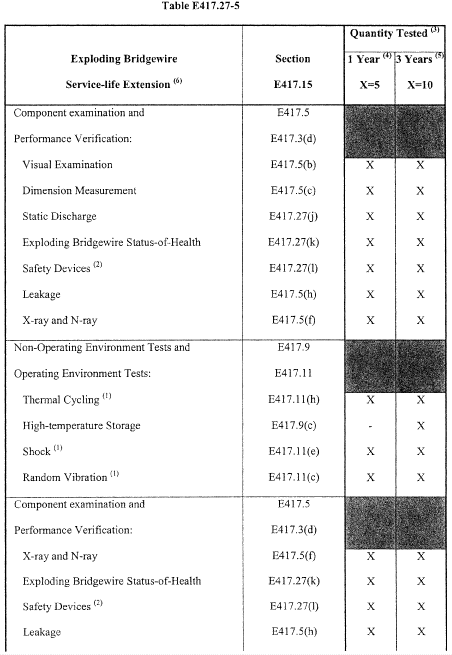 Table E417.27-5
Quantity Tested (3)
Exploding Bridgewire Section 1 Year (4) 3 Years (5)
Service-life Extension (6) E417.15 X=5 X=10
Component examination and E417.5
Performance Verification: E417.3(d)
Visual Examination E417.5(b) X X
Dimension Measurement E417.5(c) X X
Static Discharge E417.27(j) X X
Exploding Bridgewire Status-of-Health E417.27(k) X X
Safety Devices (2) E417.27(l) X X
Leakage E417.5(h) X X
X-ray and N-ray E417.5(f) X X
Non-Operating Environment Tests and E417.9
Operating Environment Tests: E417.11
Thermal Cycling (1) E417.11(h) X X
High-temperature Storage E417.9(c) - X
Shock (1) E417.11(e) X X
Random Vibration (1) E417.11(c) X X
Component examination and E417.5
Performance Verification: E417.3(d)
X-ray and N-ray E417.5(f) X X
Exploding Bridgewire Status-of-Health E417.27(k) X X
Safety Devices (2) E417.27(l) X X
Leakage E417.5(h) X X